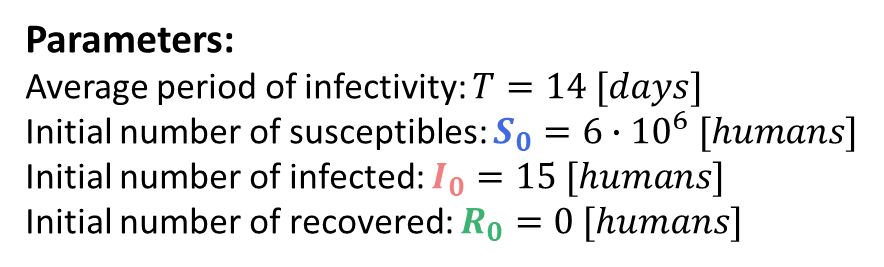 Parameters:
Average period of infectivity: T = 14 [days]
Initial number of susceptibles: S₀ = 6 · 10⁶ [humans]
Initial number of infected: I₀ = 15 [humans]
Initial number of recovered: R₀ = 0 [humans]